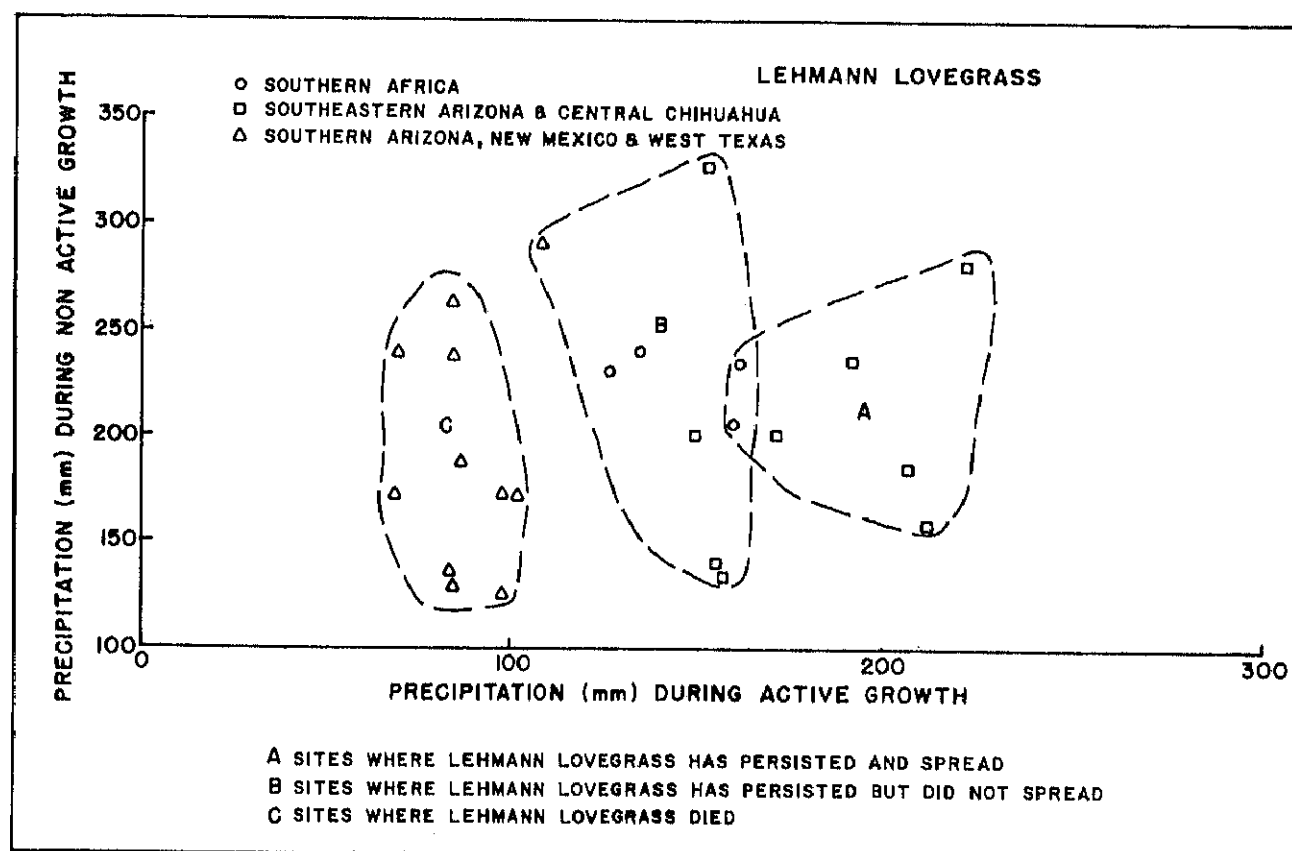 LEHMANN LOVEGRASS
O SOUTHERN AFRICA
□ SOUTHEASTERN ARIZONA & CENTRAL CHIHUAHUA
△ SOUTHERN ARIZONA, NEW MEXICO & WEST TEXAS
PRECIPITATION (mm) DURING NON ACTIVE GROWTH
350
300
250
200
150
100
B
A
C
0
100
200
300
PRECIPITATION (mm) DURING ACTIVE GROWTH
A SITES WHERE LEHMANN LOVEGRASS HAS PERSISTED AND SPREAD
B SITES WHERE LEHMANN LOVEGRASS HAS PERSISTED BUT DID NOT SPREAD
C SITES WHERE LEHMANN LOVEGRASS DIED